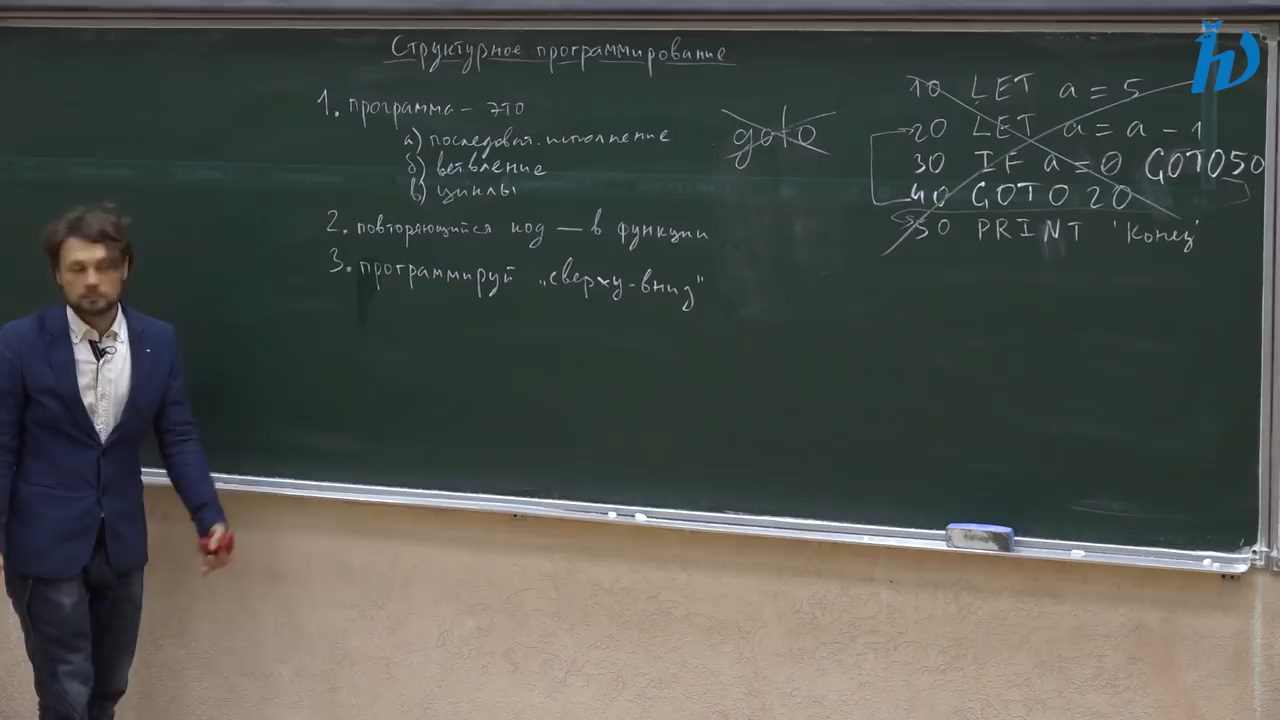 Структурное программирование
1. программа – это
а) последоват. исполнение
б) ветвление
в) циклы
2. повторяющийся код — в функции
3. программируй „сверху-вниз"
goto
10 LET a = 5
20 LET a = a - 1
30 IF a = 0 GOTO 50
40 GOTO 20
50 PRINT 'Конец'